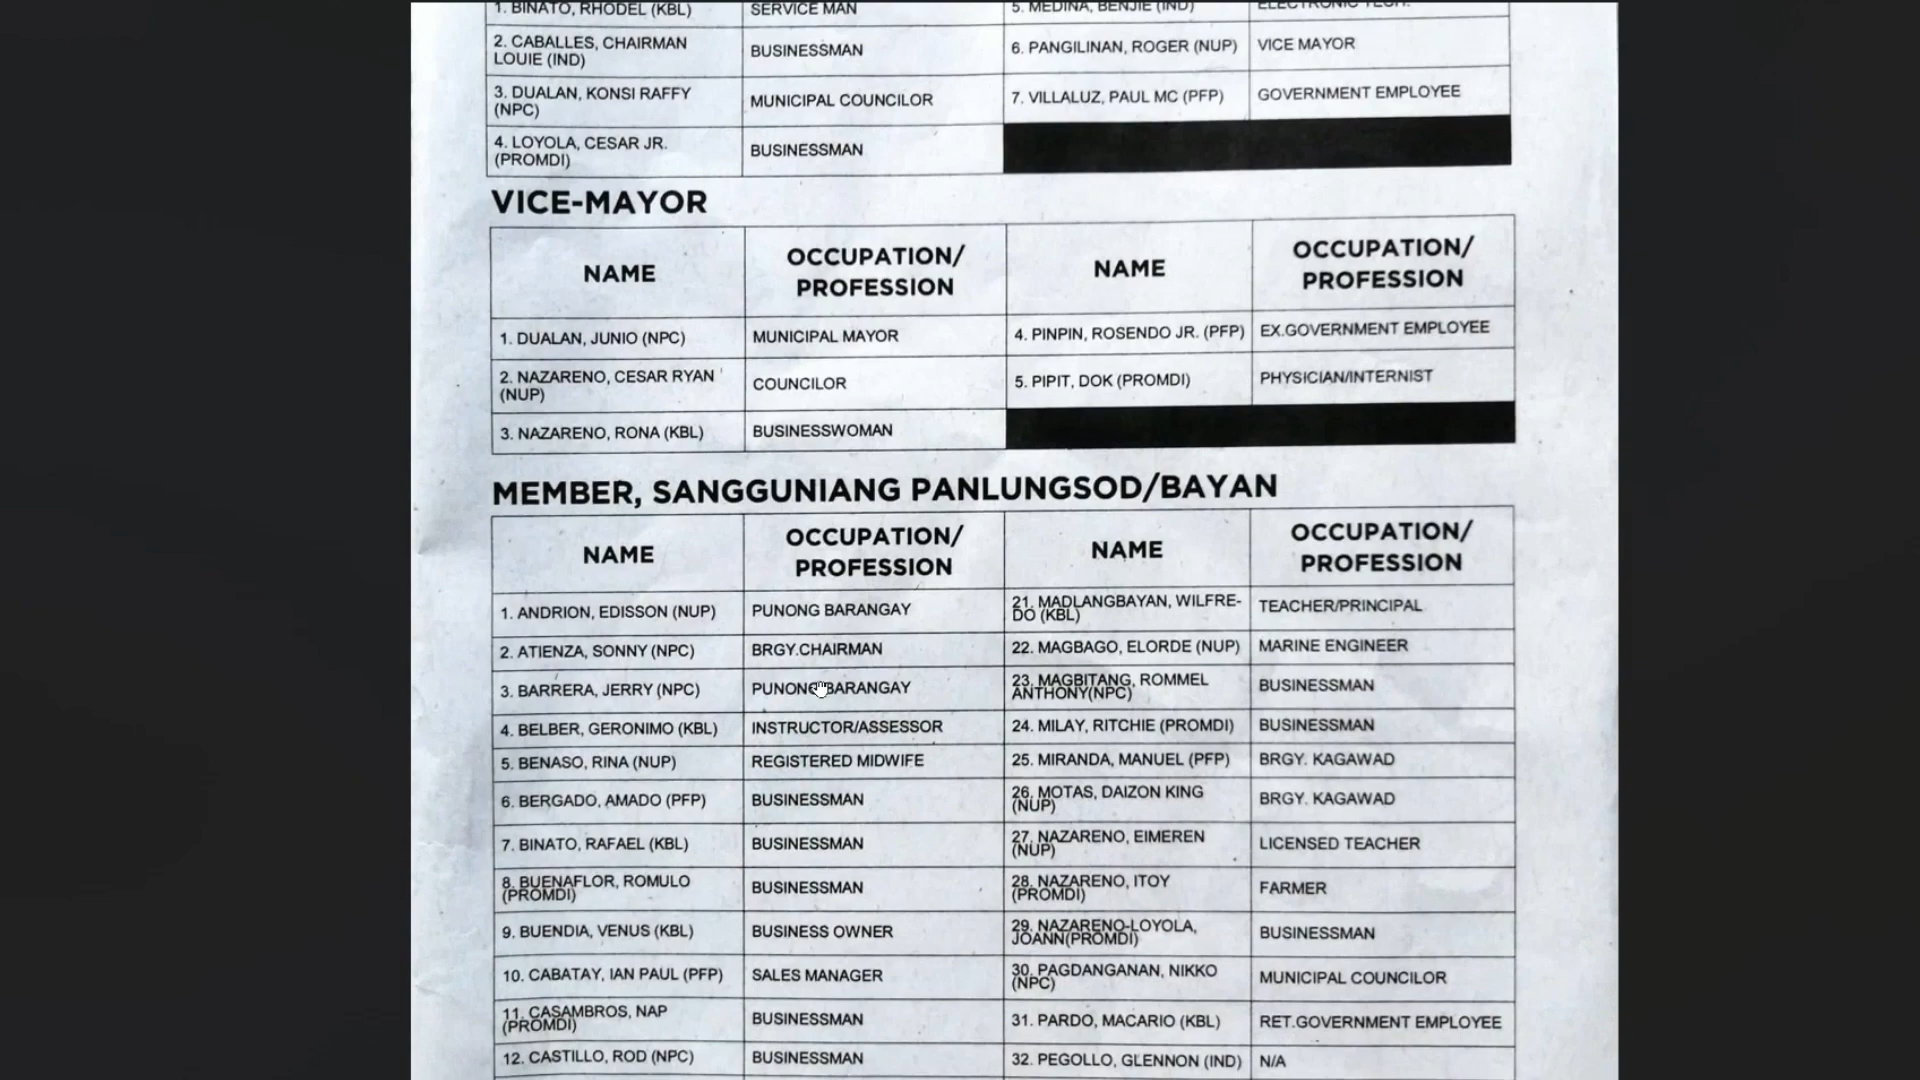 1. BINATO, RHODEL (KBL) SERVICE MAN 5. MEDINA, BENJIE (IND) ELECTRONIC TECH.
2. CABALLES, CHAIRMAN
LOUIE (IND) BUSINESSMAN 6. PANGILINAN, ROGER (NUP) VICE MAYOR
3. DUALAN, KONSI RAFFY
(NPC) MUNICIPAL COUNCILOR 7. VILLALUZ, PAUL MC (PFP) GOVERNMENT EMPLOYEE
4. LOYOLA, CESAR JR.
(PROMDI) BUSINESSMAN
VICE-MAYOR
NAME OCCUPATION/
PROFESSION NAME OCCUPATION/
PROFESSION
1. DUALAN, JUNIO (NPC) MUNICIPAL MAYOR 4. PINPIN, ROSENDO JR. (PFP) EX.GOVERNMENT EMPLOYEE
2. NAZARENO, CESAR RYAN
(NUP) COUNCILOR 5. PIPIT, DOK (PROMDI) PHYSICIAN/INTERNIST
3. NAZARENO, RONA (KBL) BUSINESSWOMAN
MEMBER, SANGGUNIANG PANLUNGSOD/BAYAN
NAME OCCUPATION/
PROFESSION NAME OCCUPATION/
PROFESSION
1. ANDRION, EDISSON (NUP) PUNONG BARANGAY 21. MADLANGBAYAN, WILFRE-
DO (KBL) TEACHER/PRINCIPAL
2. ATIENZA, SONNY (NPC) BRGY.CHAIRMAN 22. MAGBAGO, ELORDE (NUP) MARINE ENGINEER
3. BARRERA, JERRY (NPC) PUNONG BARANGAY 23. MAGBITANG, ROMMEL
ANTHONY(NPC) BUSINESSMAN
4. BELBER, GERONIMO (KBL) INSTRUCTOR/ASSESSOR 24. MILAY, RITCHIE (PROMDI) BUSINESSMAN
5. BENASO, RINA (NUP) REGISTERED MIDWIFE 25. MIRANDA, MANUEL (PFP) BRGY. KAGAWAD
6. BERGADO, AMADO (PFP) BUSINESSMAN 26. MOTAS, DAIZON KING
(NUP) BRGY. KAGAWAD
7. BINATO, RAFAEL (KBL) BUSINESSMAN 27. NAZARENO, EIMEREN
(NUP) LICENSED TEACHER
8. BUENAFLOR, ROMULO
(PROMDI) BUSINESSMAN 28. NAZARENO, ITOY
(PROMDI) FARMER
9. BUENDIA, VENUS (KBL) BUSINESS OWNER 29. NAZARENO-LOYOLA,
JOANN(PROMDI) BUSINESSMAN
10. CABATAY, IAN PAUL (PFP) SALES MANAGER 30. PAGDANGANAN, NIKKO
(NPC) MUNICIPAL COUNCILOR
11. CASAMBROS, NAP
(PROMDI) BUSINESSMAN 31. PARDO, MACARIO (KBL) RET.GOVERNMENT EMPLOYEE
12. CASTILLO, ROD (NPC) BUSINESSMAN 32. PEGOLLO, GLENNON (IND) N/A